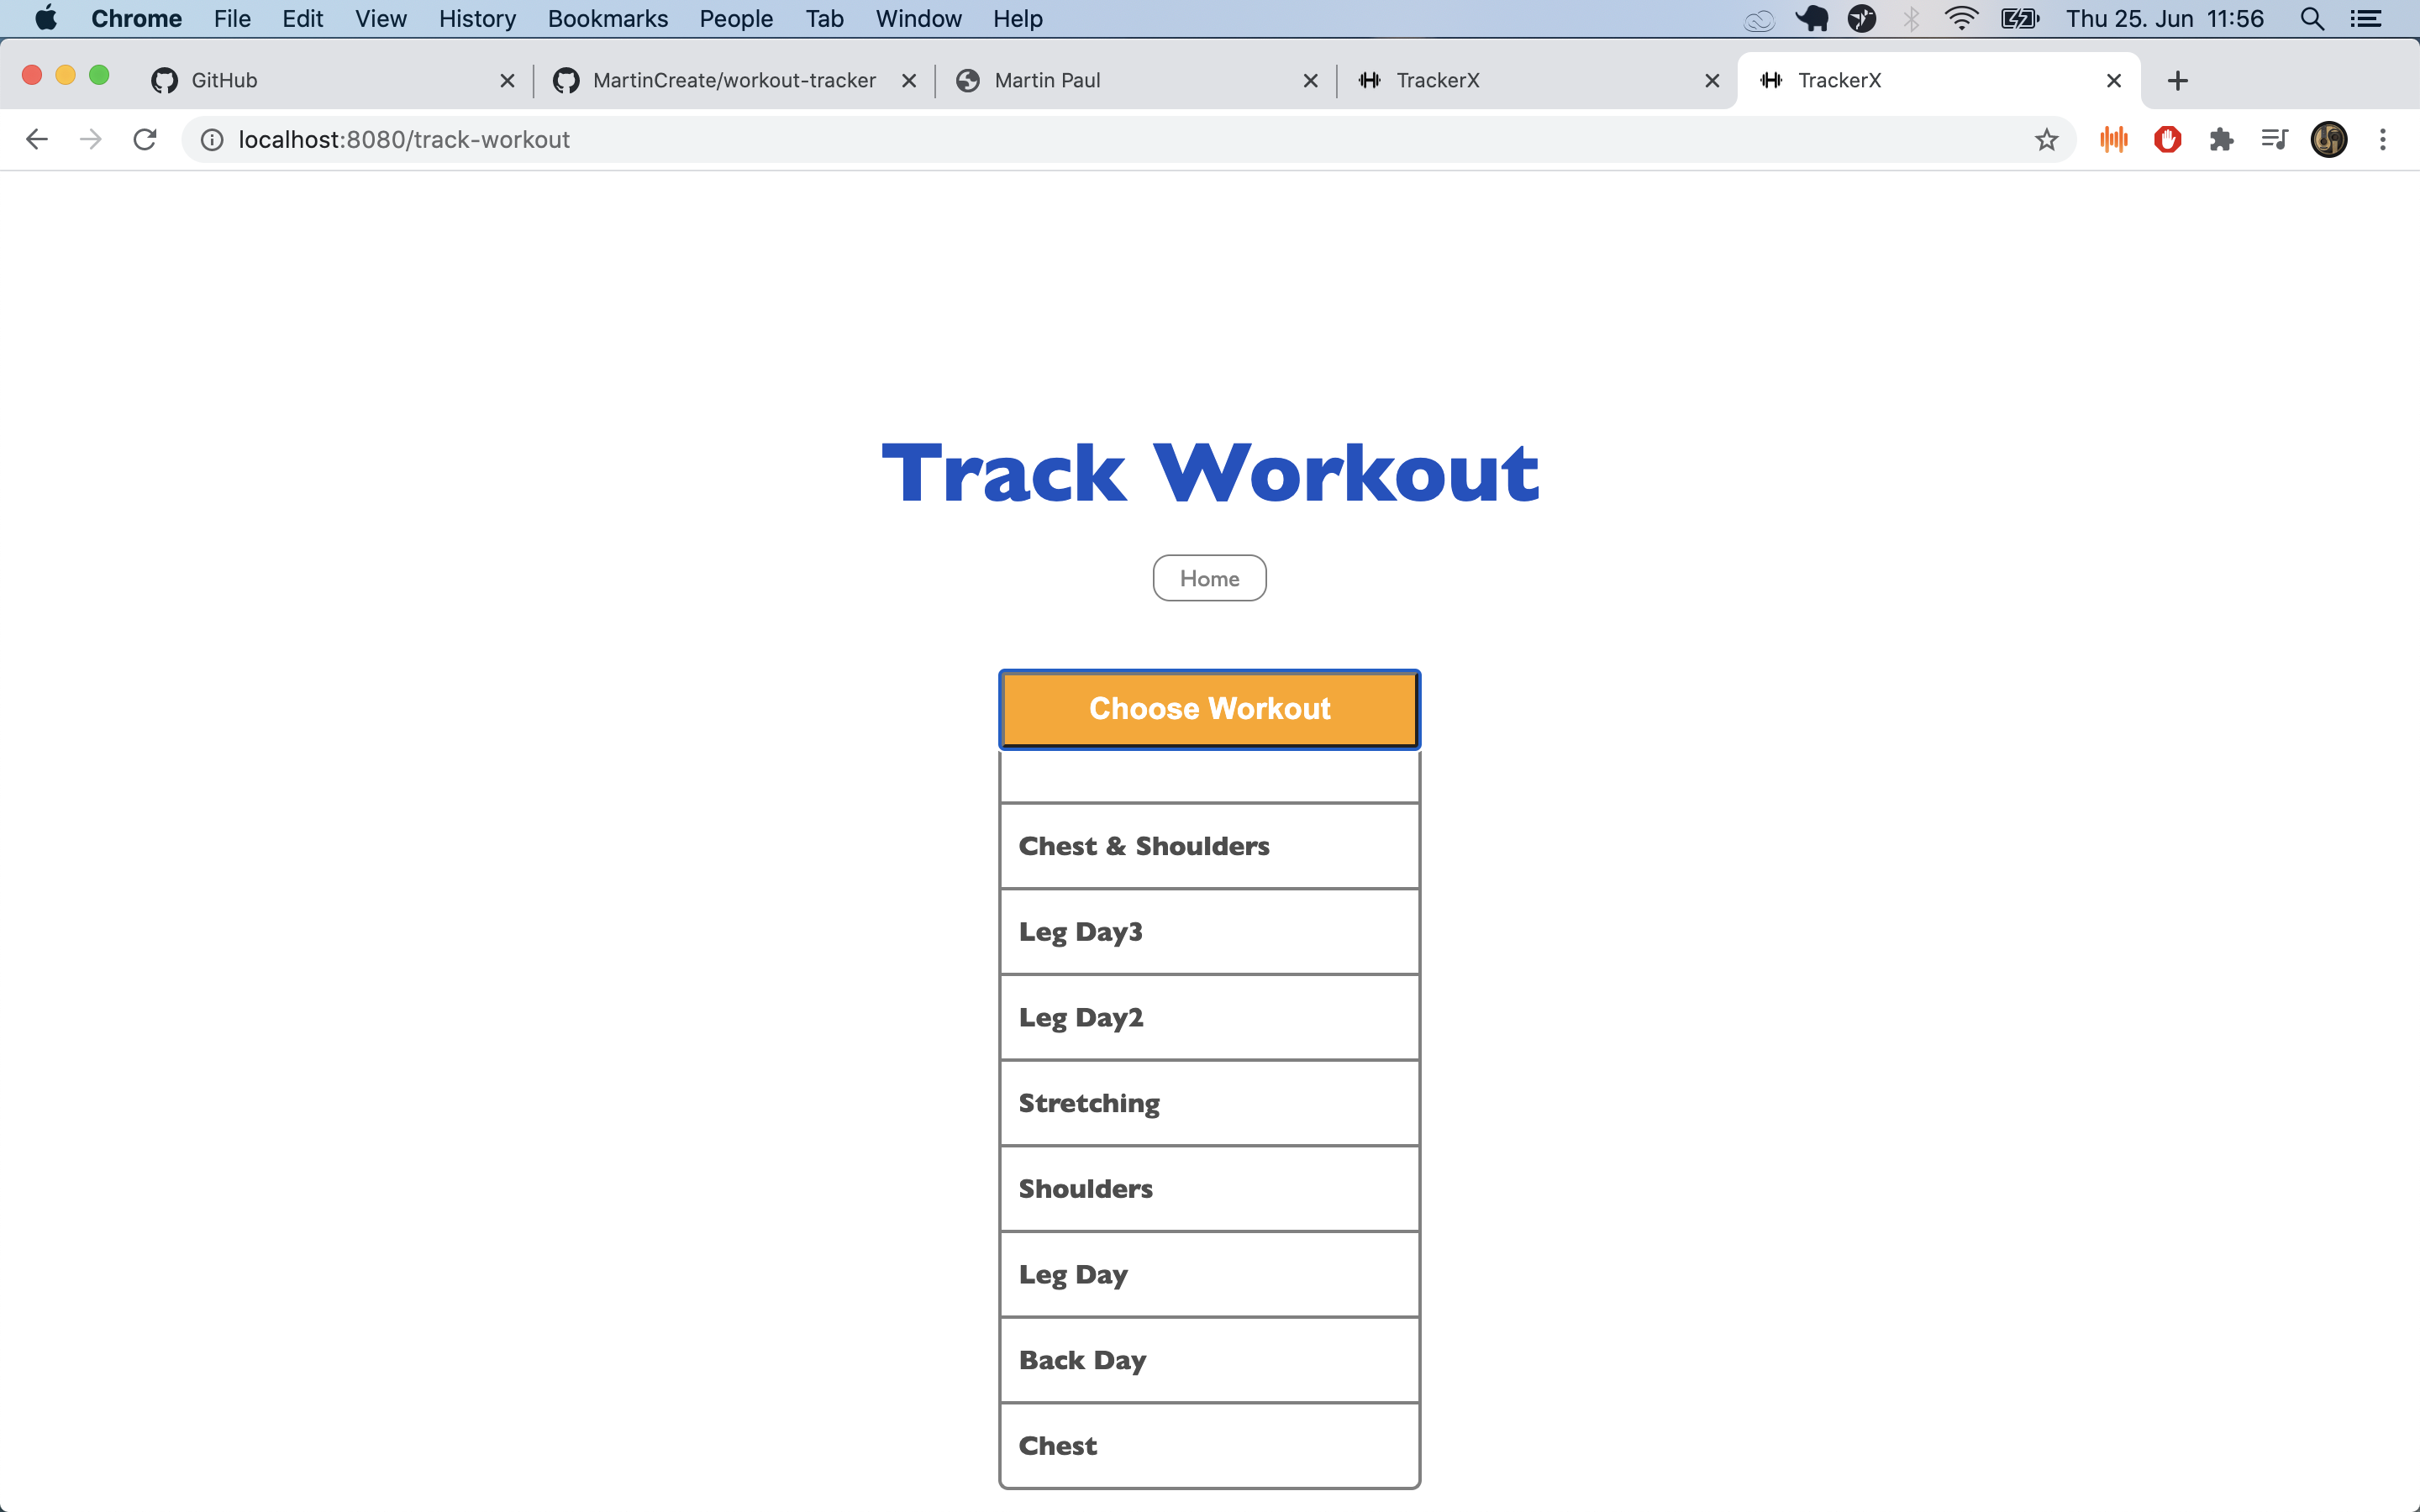 Chrome File Edit View History Bookmarks People Tab Window Help Thu 25. Jun 11:56
GitHub MartinCreate/workout-tracker Martin Paul TrackerX TrackerX
localhost:8080/track-workout
Track Workout
Home
Choose Workout
Chest & Shoulders
Leg Day3
Leg Day2
Stretching
Shoulders
Leg Day
Back Day
Chest